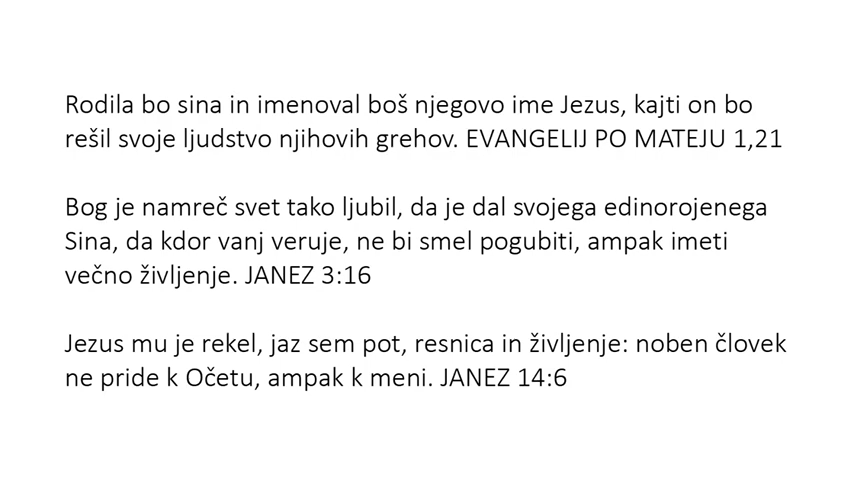 Rodila bo sina in imenoval boš njegovo ime Jezus, kajti on bo
rešil svoje ljudstvo njihovih grehov. EVANGELIJ PO MATEJU 1,21
Bog je namreč svet tako ljubil, da je dal svojega edinorojenega
Sina, da kdor vanj veruje, ne bi smel pogubiti, ampak imeti
večno življenje. JANEZ 3:16
Jezus mu je rekel, jaz sem pot, resnica in življenje: noben človek
ne pride k Očetu, ampak k meni. JANEZ 14:6